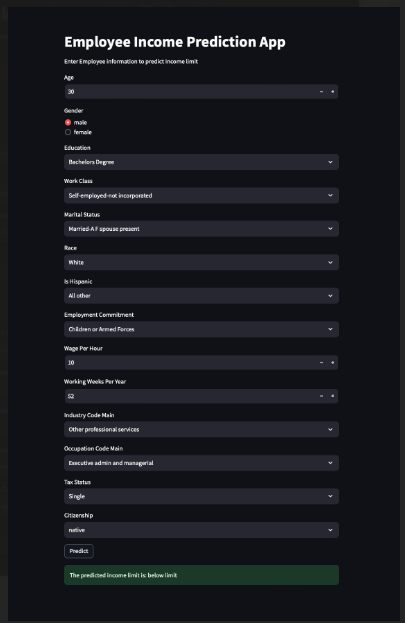 Employee Income Prediction App
Enter Employee information to predict Income limit
Age
30
Gender
male
female
Education
Bachelors Degree
Work Class
Self-employed-not incorporated
Marital Status
Married-A F spouse present
Race
White
Is Hispanic
All other
Employment Commitment
Children or Armed Forces
Wage Per Hour
10
Working Weeks Per Year
52
Industry Code Main
Other professional services
Occupation Code Main
Executive admin and managerial
Tax Status
Single
Citizenship
native
Predict
The predicted income limit is: below limit